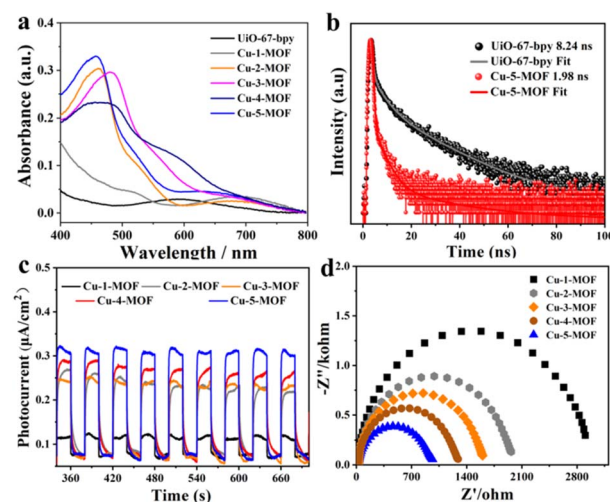 a
Absorbance (a.u.)
0.3
0.2
0.1
0.0
400 500 600 700 800
Wavelength / nm
UiO-67-bpy
Cu-1-MOF
Cu-2-MOF
Cu-3-MOF
Cu-4-MOF
Cu-5-MOF
b
Intensity (a.u)
UiO-67-bpy 8.24 ns
UiO-67-bpy Fit
Cu-5-MOF 1.98 ns
Cu-5-MOF Fit
0 20 40 60 80 100
Time (ns)
c
Photocurrent (μA/cm²)
0.5
0.4
0.3
0.2
0.1
Cu-1-MOF Cu-2-MOF Cu-3-MOF
Cu-4-MOF Cu-5-MOF
360 420 480 540 600 660
Time (s)
d
-Z''/kohm
2.0
1.5
1.0
0.5
0.0
Cu-1-MOF
Cu-2-MOF
Cu-3-MOF
Cu-4-MOF
Cu-5-MOF
0 700 1400 2100 2800
Z'/ohm